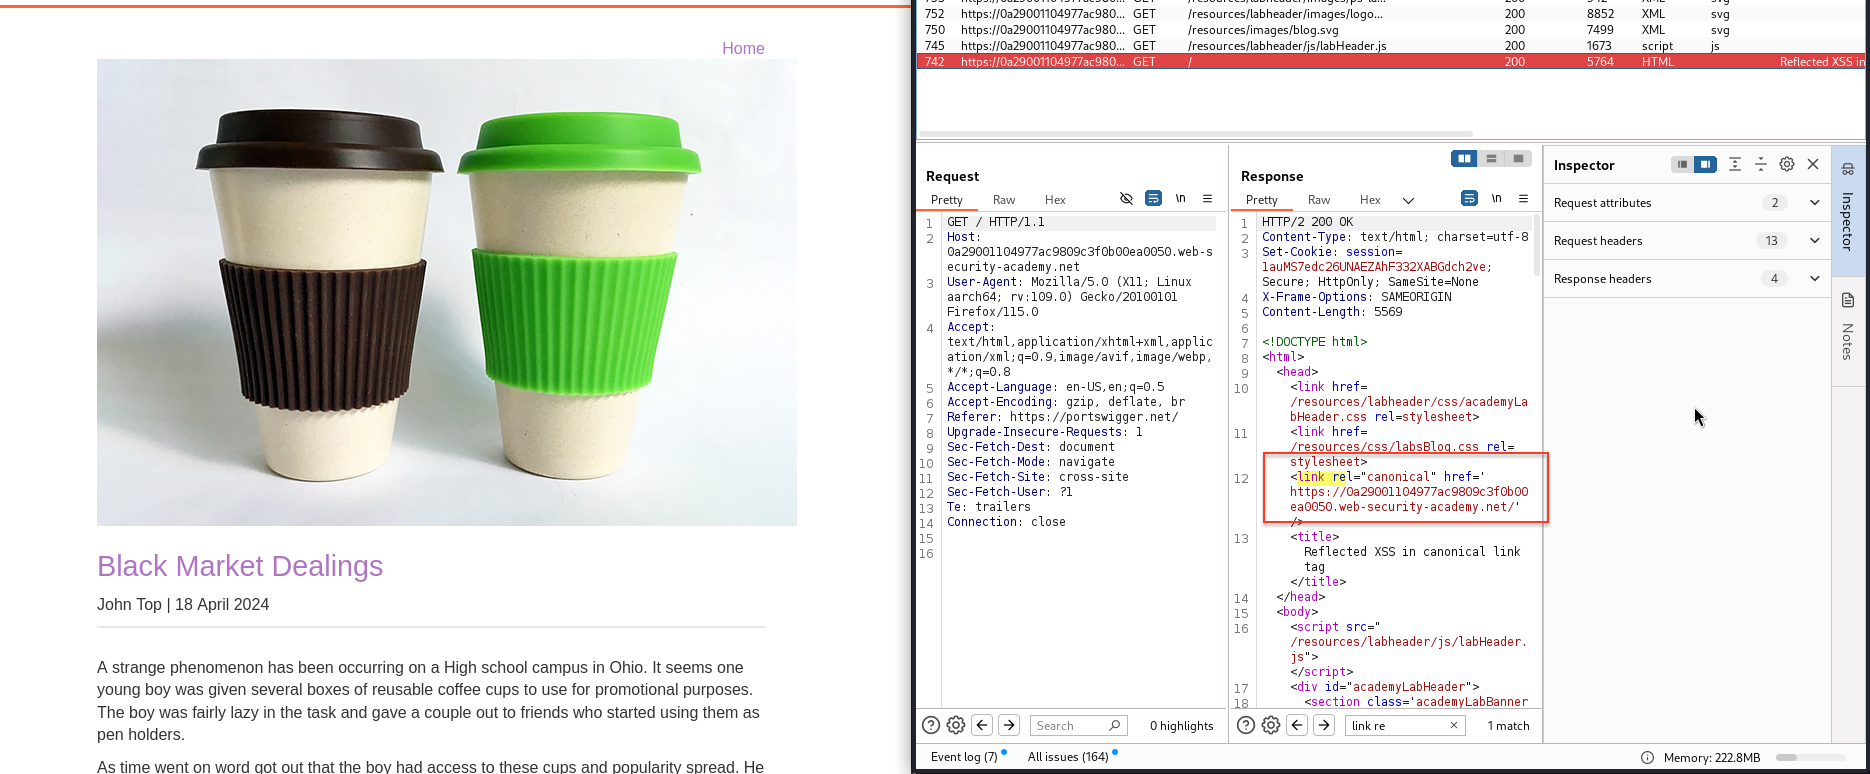 Home
Black Market Dealings
John Top | 18 April 2024
A strange phenomenon has been occurring on a High school campus in Ohio. It seems one
young boy was given several boxes of reusable coffee cups to use for promotional purposes.
The boy was fairly lazy in the task and gave a couple out to friends who started using them as
pen holders.
As time went on word got out that the boy had access to these cups and popularity spread. He
752 https://0a29001104977ac980... GET /resources/labheader/images/logo... 200 8852 XML svg
750 https://0a29001104977ac980... GET /resources/images/blog.svg 200 7499 XML svg
745 https://0a29001104977ac980... GET /resources/labheader/js/labHeader.js 200 1673 script js
742 https://0a29001104977ac980... GET / 200 5764 HTML Reflected XSS in
Request
Pretty Raw Hex \n
1 GET / HTTP/1.1
2 Host:
0a29001104977ac9809c3f0b00ea0050.web-s
ecurity-academy.net
3 User-Agent: Mozilla/5.0 (X11; Linux
aarch64; rv:109.0) Gecko/20100101
Firefox/115.0
4 Accept:
text/html,application/xhtml+xml,applic
ation/xml;q=0.9,image/avif,image/webp,
*/*;q=0.8
5 Accept-Language: en-US,en;q=0.5
6 Accept-Encoding: gzip, deflate, br
7 Referer: https://portswigger.net/
8 Upgrade-Insecure-Requests: 1
9 Sec-Fetch-Dest: document
10 Sec-Fetch-Mode: navigate
11 Sec-Fetch-Site: cross-site
12 Sec-Fetch-User: ?1
13 Te: trailers
14 Connection: close
15
16
Search 0 highlights
Response
Pretty Raw Hex \n
1 HTTP/2 200 OK
2 Content-Type: text/html; charset=utf-8
3 Set-Cookie: session=
1auMS7edc26UNAEZAhF332XABGdch2ve;
Secure; HttpOnly; SameSite=None
4 X-Frame-Options: SAMEORIGIN
5 Content-Length: 5569
6
7 <!DOCTYPE html>
8 <html>
9 <head>
10 <link href=
/resources/labheader/css/academyLa
bHeader.css rel=stylesheet>
11 <link href=
/resources/css/labsBlog.css rel=
stylesheet>
12 <link rel="canonical" href='
https://0a29001104977ac9809c3f0b00
ea0050.web-security-academy.net/'
/>
13 <title>
Reflected XSS in canonical link
tag
</title>
14 </head>
15 <body>
16 <script src="
/resources/labheader/js/labHeader.
js">
</script>
17 <div id="academyLabHeader">
18 <section class='academyLabBanner
link re 1 match
Inspector
Request attributes 2
Request headers 13
Response headers 4
Inspector
Notes
Event log (7) All issues (164) Memory: 222.8MB